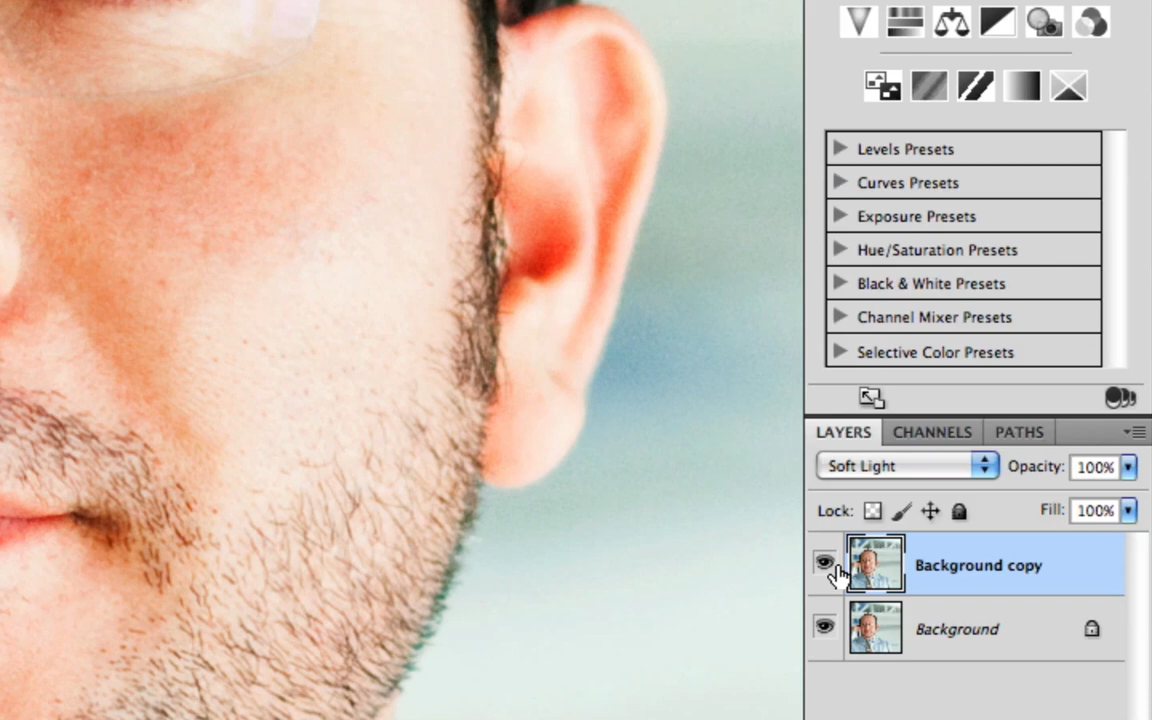 Levels Presets
Curves Presets
Exposure Presets
Hue/Saturation Presets
Black & White Presets
Channel Mixer Presets
Selective Color Presets
LAYERS CHANNELS PATHS
Soft Light Opacity: 100%
Lock: Fill: 100%
Background copy
Background